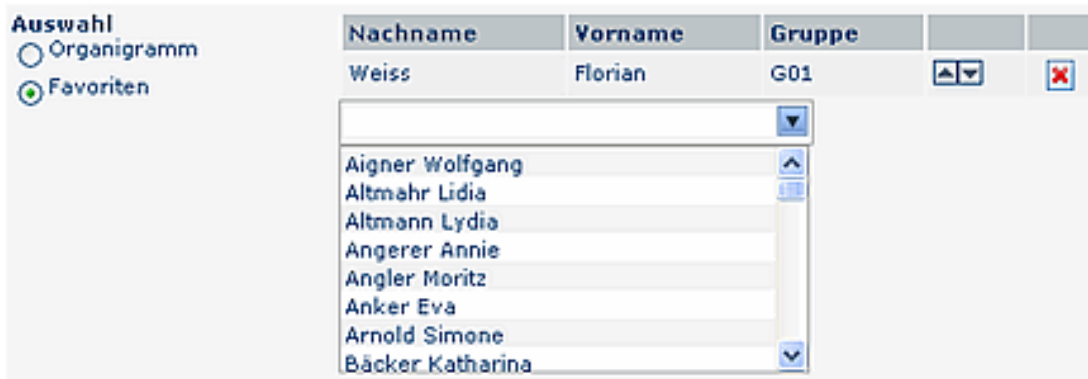 Auswahl
Organigramm
Favoriten
Nachname Vorname Gruppe
Weiss Florian G01
Aigner Wolfgang
Altmahr Lidia
Altmann Lydia
Angerer Annie
Angler Moritz
Anker Eva
Arnold Simone
Bäcker Katharina